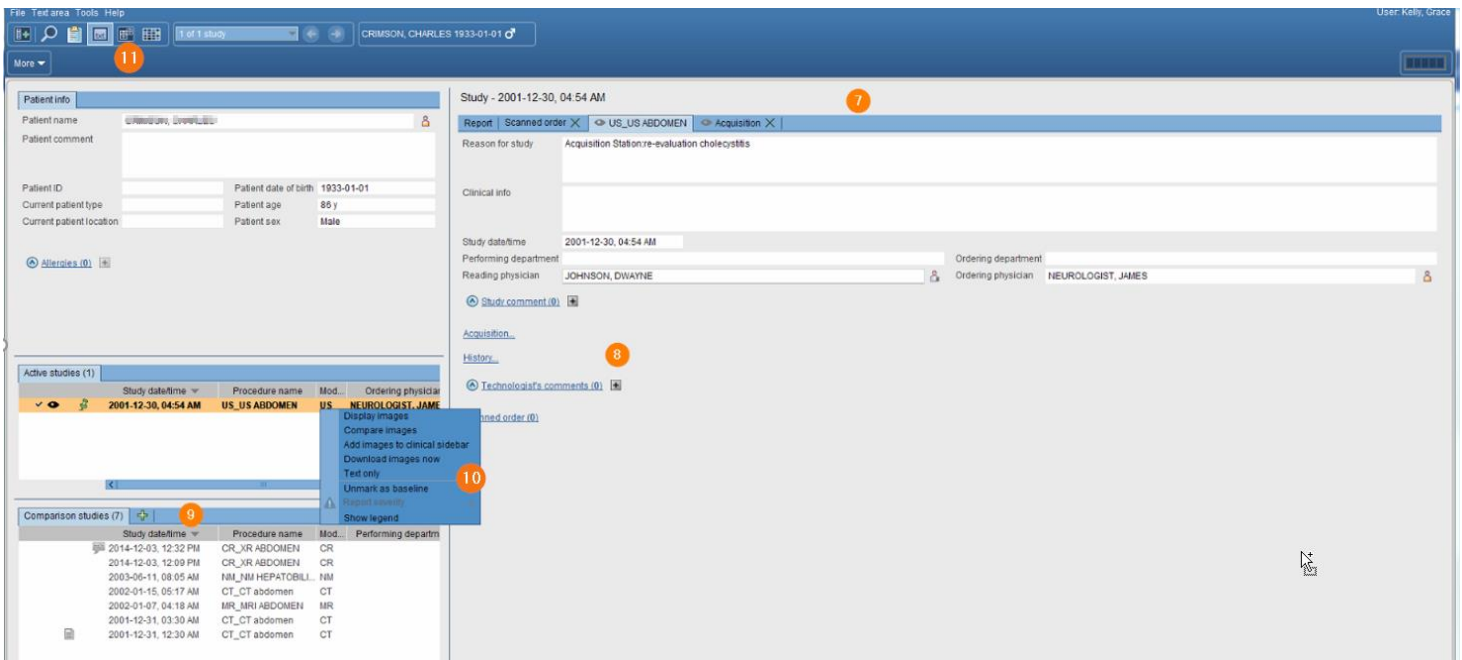 File Text area Tools Help
User: Kelly, Grace
1 of 1 study
CRIMSON, CHARLES 1933-01-01
11
More
Patient info
Patient name
Patient comment
Patient ID
Patient date of birth 1933-01-01
Current patient type
Patient age 86 y
Current patient location
Patient sex Male
Allergies (0)
Active studies (1)
Study date/time Procedure name Mod... Ordering physician
2001-12-30, 04:54 AM US_US ABDOMEN US NEUROLOGIST, JAME
Display images
Compare images
Add images to clinical sidebar
Download images now
Text only
10
Unmark as baseline
Report severity
Show legend
Comparison studies (7)
9
Study date/time Procedure name Mod... Performing departm
2014-12-03, 12:32 PM CR_XR ABDOMEN CR
2014-12-03, 12:09 PM CR_XR ABDOMEN CR
2003-06-11, 08:05 AM NM_NM HEPATOBILI... NM
2002-01-15, 05:17 AM CT_CT abdomen CT
2002-01-07, 04:18 AM MR_MRI ABDOMEN MR
2001-12-31, 03:30 AM CT_CT abdomen CT
2001-12-31, 12:30 AM CT_CT abdomen CT
Study - 2001-12-30, 04:54 AM
7
Report Scanned order US_US ABDOMEN Acquisition
Reason for study Acquisition Station:re-evaluation cholecystitis
Clinical info
Study date/time 2001-12-30, 04:54 AM
Performing department
Ordering department
Reading physician JOHNSON, DWAYNE
Ordering physician NEUROLOGIST, JAMES
Study comment (0)
Acquisition...
History...
8
Technologist's comments (0)
nned order (0)